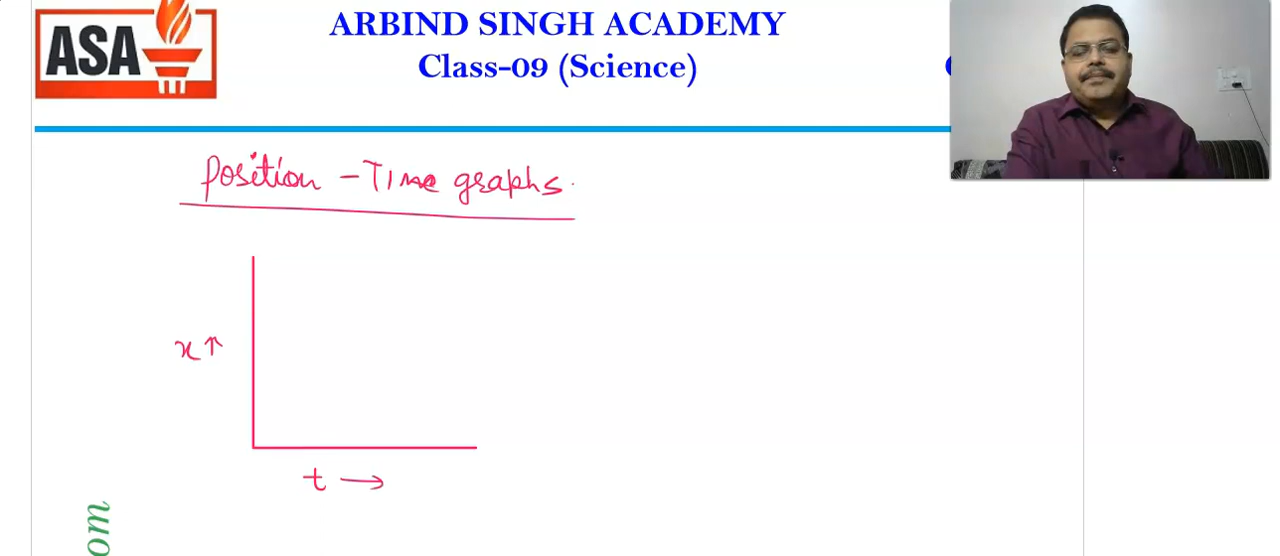 ASA
ARBIND SINGH ACADEMY
Class-09 (Science)
Position - Time graphs.
x↑
t →
om